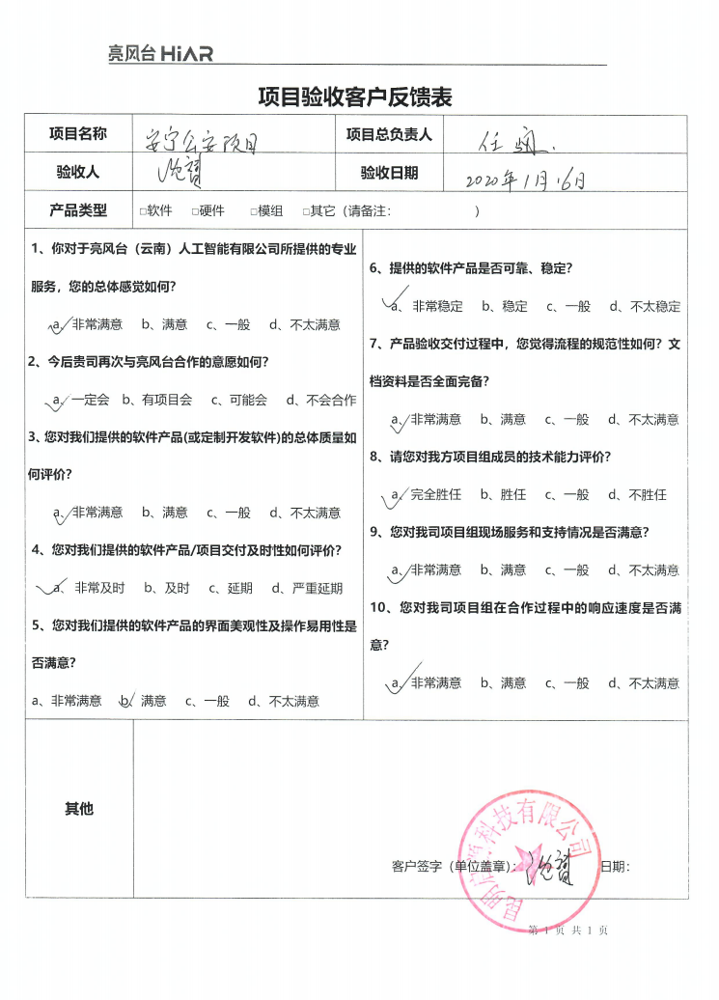 亮风台 HiAR
项目验收客户反馈表
项目名称 安宁公安项目 项目总负责人 任
验收人 验收日期 2020年1月16日
产品类型 □软件 □硬件 □模组 □其它（请备注： ）
1、你对于亮风台（云南）人工智能有限公司所提供的专业
服务，您的总体感觉如何？
a、非常满意 b、满意 c、一般 d、不太满意
2、今后贵司再次与亮风台合作的意愿如何？
a、一定会 b、有项目会 c、可能会 d、不会合作
3、您对我们提供的软件产品(或定制开发软件)的总体质量如
何评价？
a、非常满意 b、满意 c、一般 d、不太满意
4、您对我们提供的软件产品/项目交付及时性如何评价？
a、非常及时 b、及时 c、延期 d、严重延期
5、您对我们提供的软件产品的界面美观性及操作易用性是
否满意？
a、非常满意 b、满意 c、一般 d、不太满意
6、提供的软件产品是否可靠、稳定？
a、非常稳定 b、稳定 c、一般 d、不太稳定
7、产品验收交付过程中，您觉得流程的规范性如何？文
档资料是否全面完备？
a、非常满意 b、满意 c、一般 d、不太满意
8、请您对我方项目组成员的技术能力评价？
a、完全胜任 b、胜任 c、一般 d、不胜任
9、您对我司项目组现场服务和支持情况是否满意？
a、非常满意 b、满意 c、一般 d、不太满意
10、您对我司项目组在合作过程中的响应速度是否满
意？
a、非常满意 b、满意 c、一般 d、不太满意
其他
昆明 科技有限公司
客户签字（单位盖章）： 日期：
第 1 页 共 1 页